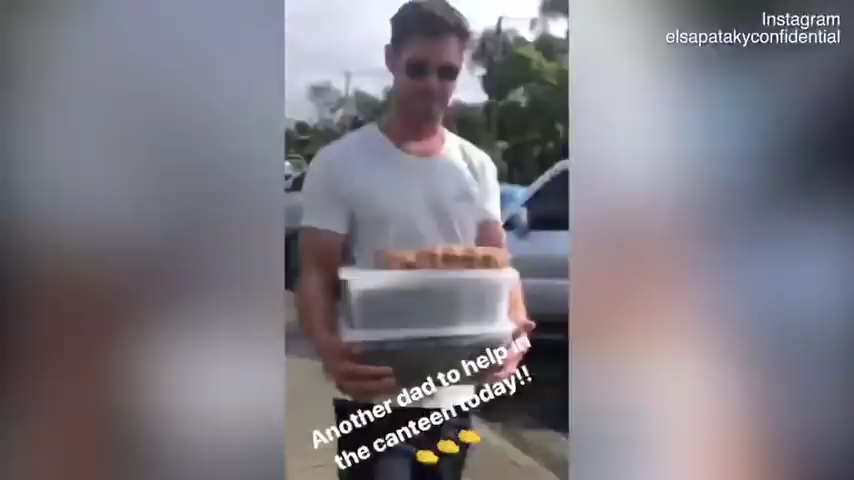 Instagram
elsapatakyconfidential
Another dad to help in
the canteen today!!